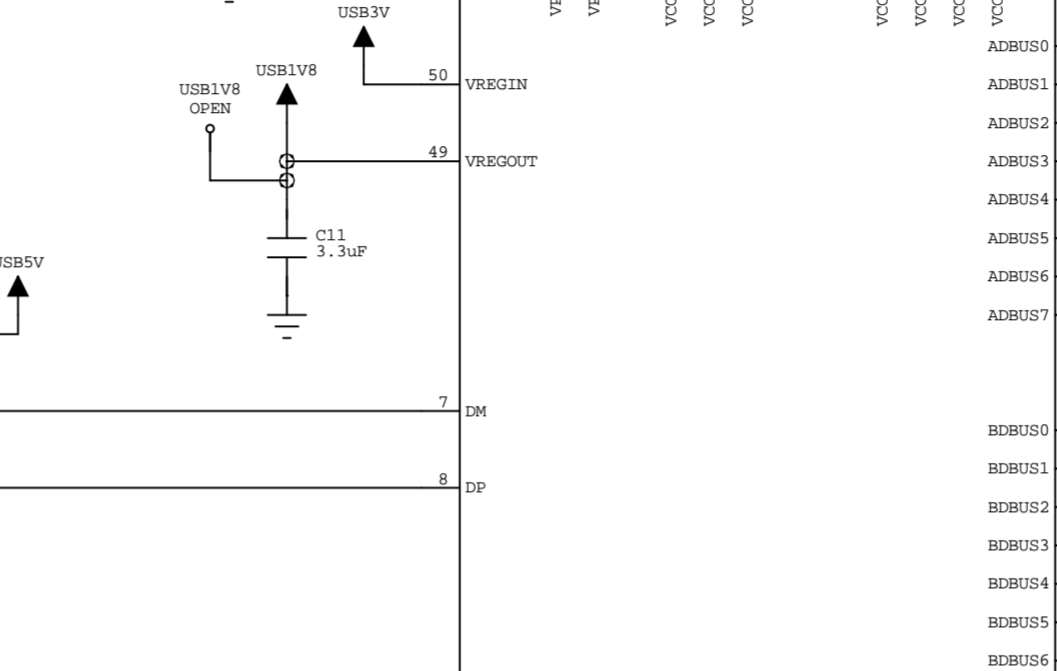 USB3V
50
VREGIN
USB1V8
USB1V8
OPEN
49
VREGOUT
C11
3.3uF
7
DM
8
DP
ADBUS0
ADBUS1
ADBUS2
ADBUS3
ADBUS4
ADBUS5
ADBUS6
ADBUS7
BDBUS0
BDBUS1
BDBUS2
BDBUS3
BDBUS4
BDBUS5
BDBUS6